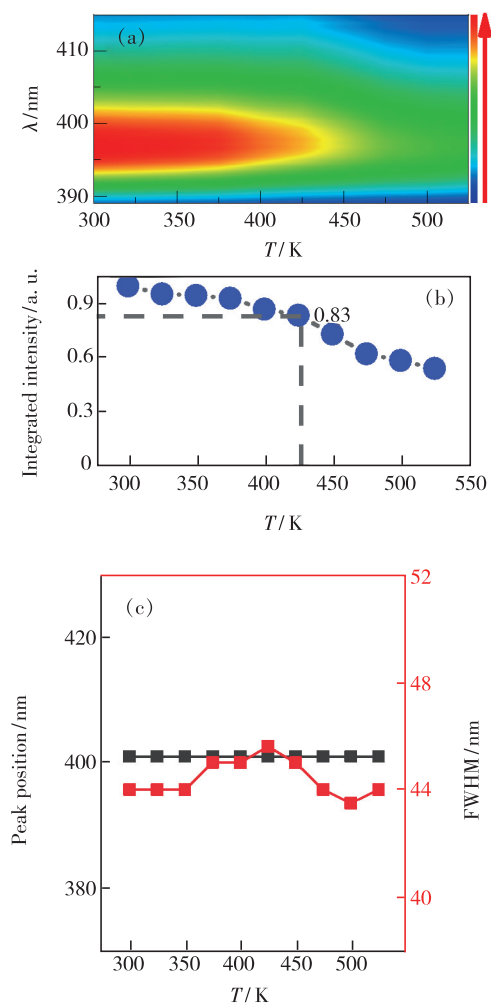 (a)
415
400
390
λ/nm
300 350 400 450 500
T/K
(b)
0.9
0.6
0.3
0
0.83
Integrated intensity/a. u.
300 350 400 450 500 550
T/K
(c)
420
400
380
Peak position/nm
52
48
44
40
FWHM/nm
300 350 400 450 500
T/K